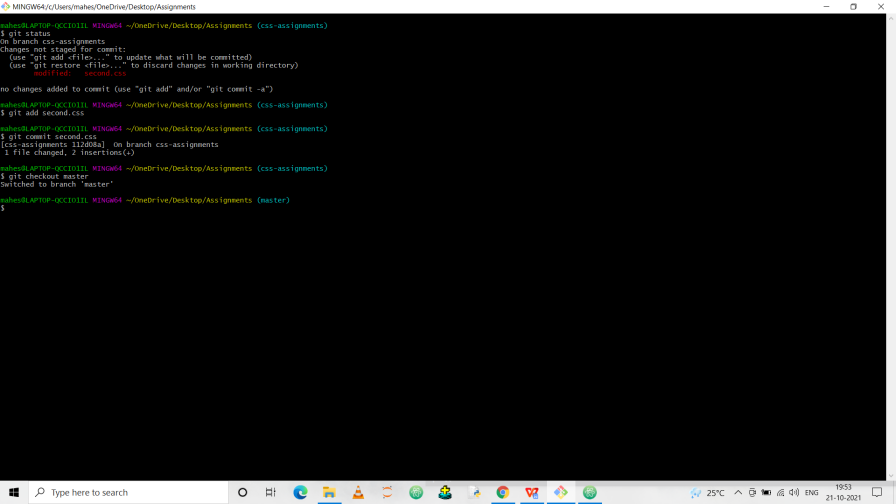 MINGW64:/c/Users/mahes/OneDrive/Desktop/Assignments
mahes@LAPTOP-QCCIO1IL MINGW64 ~/OneDrive/Desktop/Assignments (css-assignments)
$ git status
On branch css-assignments
Changes not staged for commit:
(use "git add <file>..." to update what will be committed)
(use "git restore <file>..." to discard changes in working directory)
modified: second.css
no changes added to commit (use "git add" and/or "git commit -a")
mahes@LAPTOP-QCCIO1IL MINGW64 ~/OneDrive/Desktop/Assignments (css-assignments)
$ git add second.css
mahes@LAPTOP-QCCIO1IL MINGW64 ~/OneDrive/Desktop/Assignments (css-assignments)
$ git commit second.css
[css-assignments 112d08a] On branch css-assignments
1 file changed, 2 insertions(+)
mahes@LAPTOP-QCCIO1IL MINGW64 ~/OneDrive/Desktop/Assignments (css-assignments)
$ git checkout master
Switched to branch 'master'
mahes@LAPTOP-QCCIO1IL MINGW64 ~/OneDrive/Desktop/Assignments (master)
$
Type here to search
25°C
ENG
19:53
21-10-2021